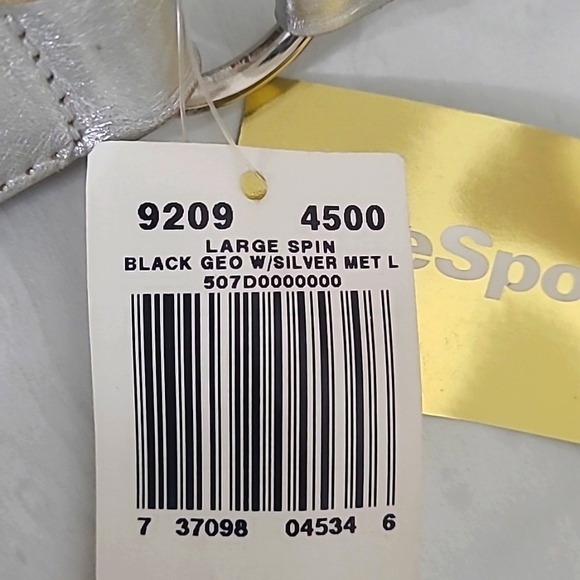 9209 4500
LARGE SPIN
BLACK GEO W/SILVER MET L
507D0000000
eSpo
7 37098 04534 6